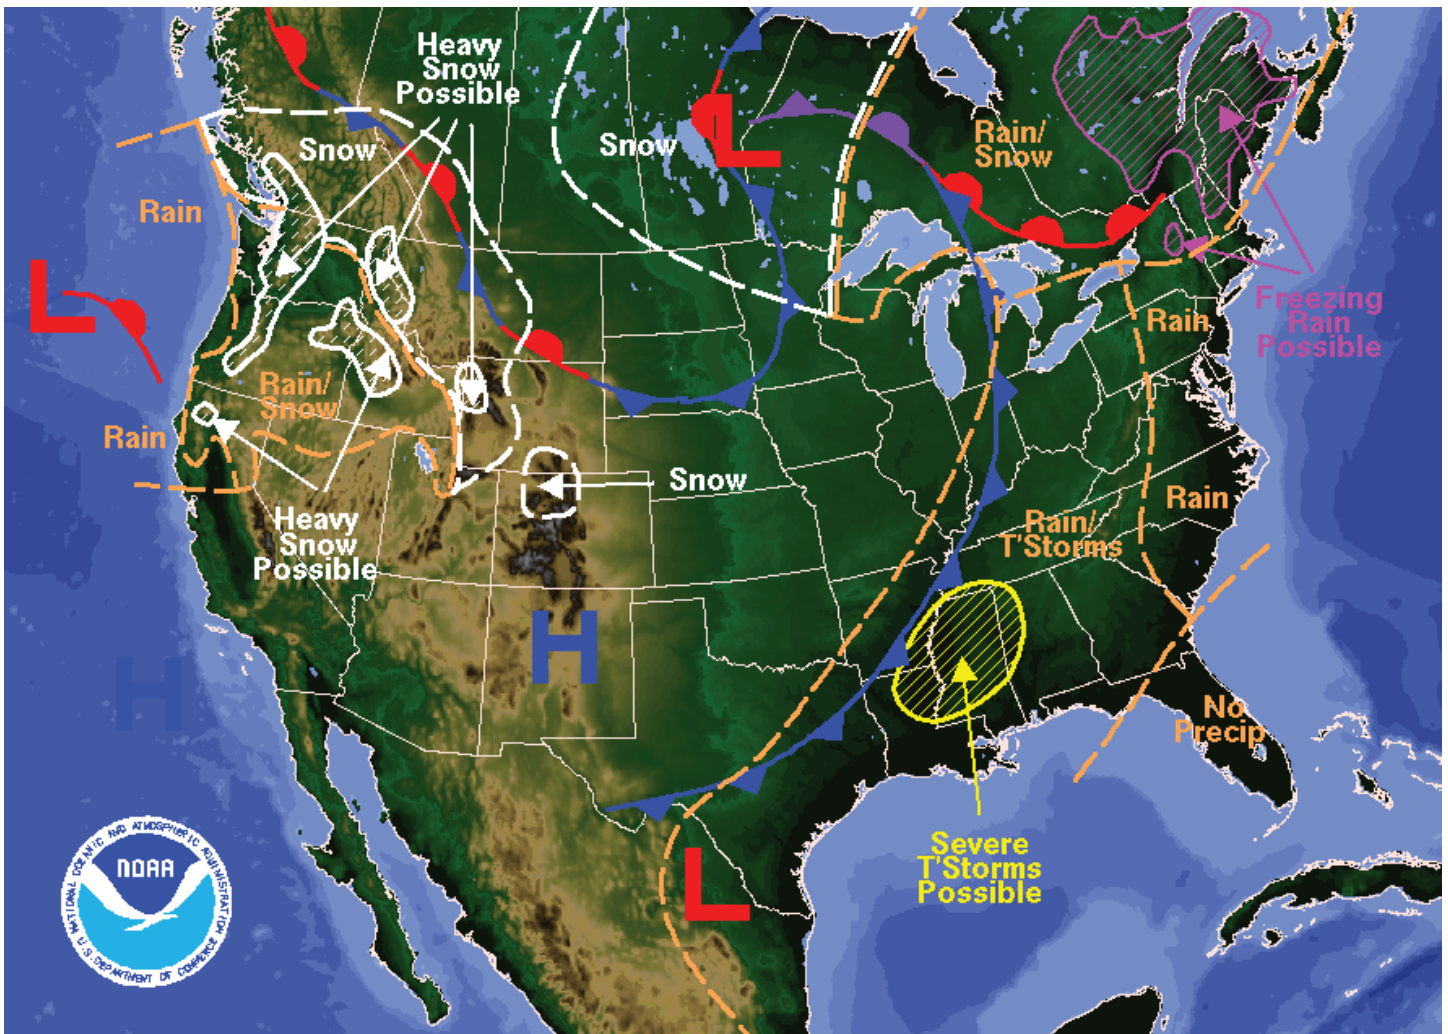 Heavy
Snow
Possible
Snow
Snow
Rain/
Snow
Rain
L
L
Freezing
Rain
Possible
Rain
Rain/
Snow
Rain
Snow
Rain
Heavy
Snow
Possible
Rain/
T'Storms
H
H
No
Precip
L
Severe
T'Storms
Possible
NATIONAL OCEANIC AND ATMOSPHERIC ADMINISTRATION
NOAA
U.S. DEPARTMENT OF COMMERCE